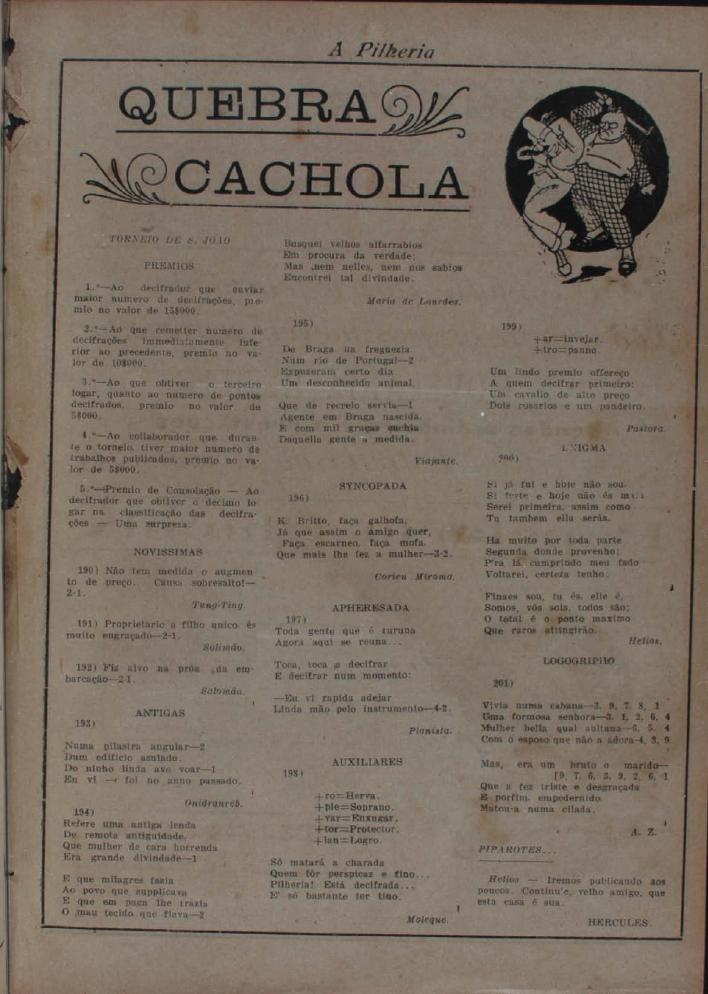 A Pilheria
QUEBRA
CACHOLA
TORNEIO DE S. JOÃO
PREMIOS
1.º—Ao decifrador que enviar
maior numero de decifrações, pre-
mio no valor de 15$000.
2.º—Ao que remetter numero de
decifrações immediatamente infe-
rior ao precedente, premio no va-
lor de 10$000.
3.º—Ao que obtiver o terceiro
logar, quanto ao numero de pontos
decifrados, premio no valor de
5$000.
4.º—Ao collaborador que duran-
te o torneio, tiver maior numero de
trabalhos publicados, premio no va-
lor de 5$000.
5.º—Premio de Consolação — Ao
decifrador que obtiver o decimo lo-
gar na classificação das decifra-
ções — Uma surpreza.
NOVISSIMAS
190) Não tem medida o augmen-
to de preço. Causa sobresalto!—
2-1.
Tung-Ting.
191) Proprietario a filho unico és
muito engraçado—2-1.
Solimão.
192) Fiz alvo na prôa da em-
barcação—2-1.
Salomão.
ANTIGAS
193)
Numa pilastra angular—2
Dum edificio azulado.
Do ninho linda ave voar—1
Eu vi — foi no anno passado.
Onidranreb.
194)
Refere uma antiga lenda
De remota antiguidade,
Que mulher de cara horrenda
Era grande divindade—1
E que milagres fazia
Ao povo que supplicava
E que em paga lhe trazia
O mau tecido que fiava—2
Busquei velhos alfarrabios
Em procura da verdade;
Mas nem nelles, nem nos sabios
Encontrei tal divindade.
Maria de Lourdes.
195)
De Braga na freguezia
Num rio de Portugal—2
Expuzeram certo dia
Um desconhecido animal,
Que de recreio servia—1
Agente em Braga nascida.
E com mil graças enchia
Daquella gente a medida.
Viajante.
SYNCOPADA
196)
K. Britto, faça galhofa,
Já que assim o amigo quer,
Faça escarneo, faça mofa.
Que mais lhe fez a mulher—3-2.
Corieu Mirama.
APHERESADA
197)
Toda gente que é turuna
Agora aqui se reuna...
Toca, toca a decifrar
E decifrar num momento:
—Eu vi rapida adejar
Linda mão pelo instrumento—4-3.
Pianista.
AUXILIARES
198)
+ro=Herva.
+ple=Soprano.
+var=Enxugar.
+tor=Protector.
+lan=Logro.
Só matará a charada
Quem fôr perspicaz e fino...
Pilheria! Está decifrada...
E' só bastante ter tino.
Moleque.
199)
+ar=invejar.
+tro=panno.
Um lindo premio offereço
A quem decifrar primeiro:
Um cavallo de alto preço
Dois rosarios e um pandeiro.
Pastora.
ENIGMA
200)
Si já fui e hoje não sou.
Si forte e hoje não és mais
Serei primeira, assim como
Tu tambem ella serás.
Ha muito por toda parte
Segunda donde provenho;
P'ra lá cumprindo meu fado
Voltarei, certeza tenho.
Finaes sou, tu és, elle é,
Somos, vós sois, todos são;
O total é o ponto maximo
Que raros attingirão.
Helios.
LOGOGRIPHO
201)
Vivia numa cabana—3, 9, 7, 8, 1
Uma formosa senhora—3, 1, 2, 6, 4
Mulher bella qual sultana—6, 5, 4
Com o esposo que não a adora-4, 3, 9
Mas, era um bruto o marido—
[9, 7, 6, 3, 9, 2, 6, 1
Que a fez triste e desgraçada
E porfim, empedernido
Matou-a numa cilada.
A. Z.
PIPAROTES...
Helios — Iremos publicando aos
poucos. Continu'e, velho amigo, que
esta casa é sua.
HERCULES.